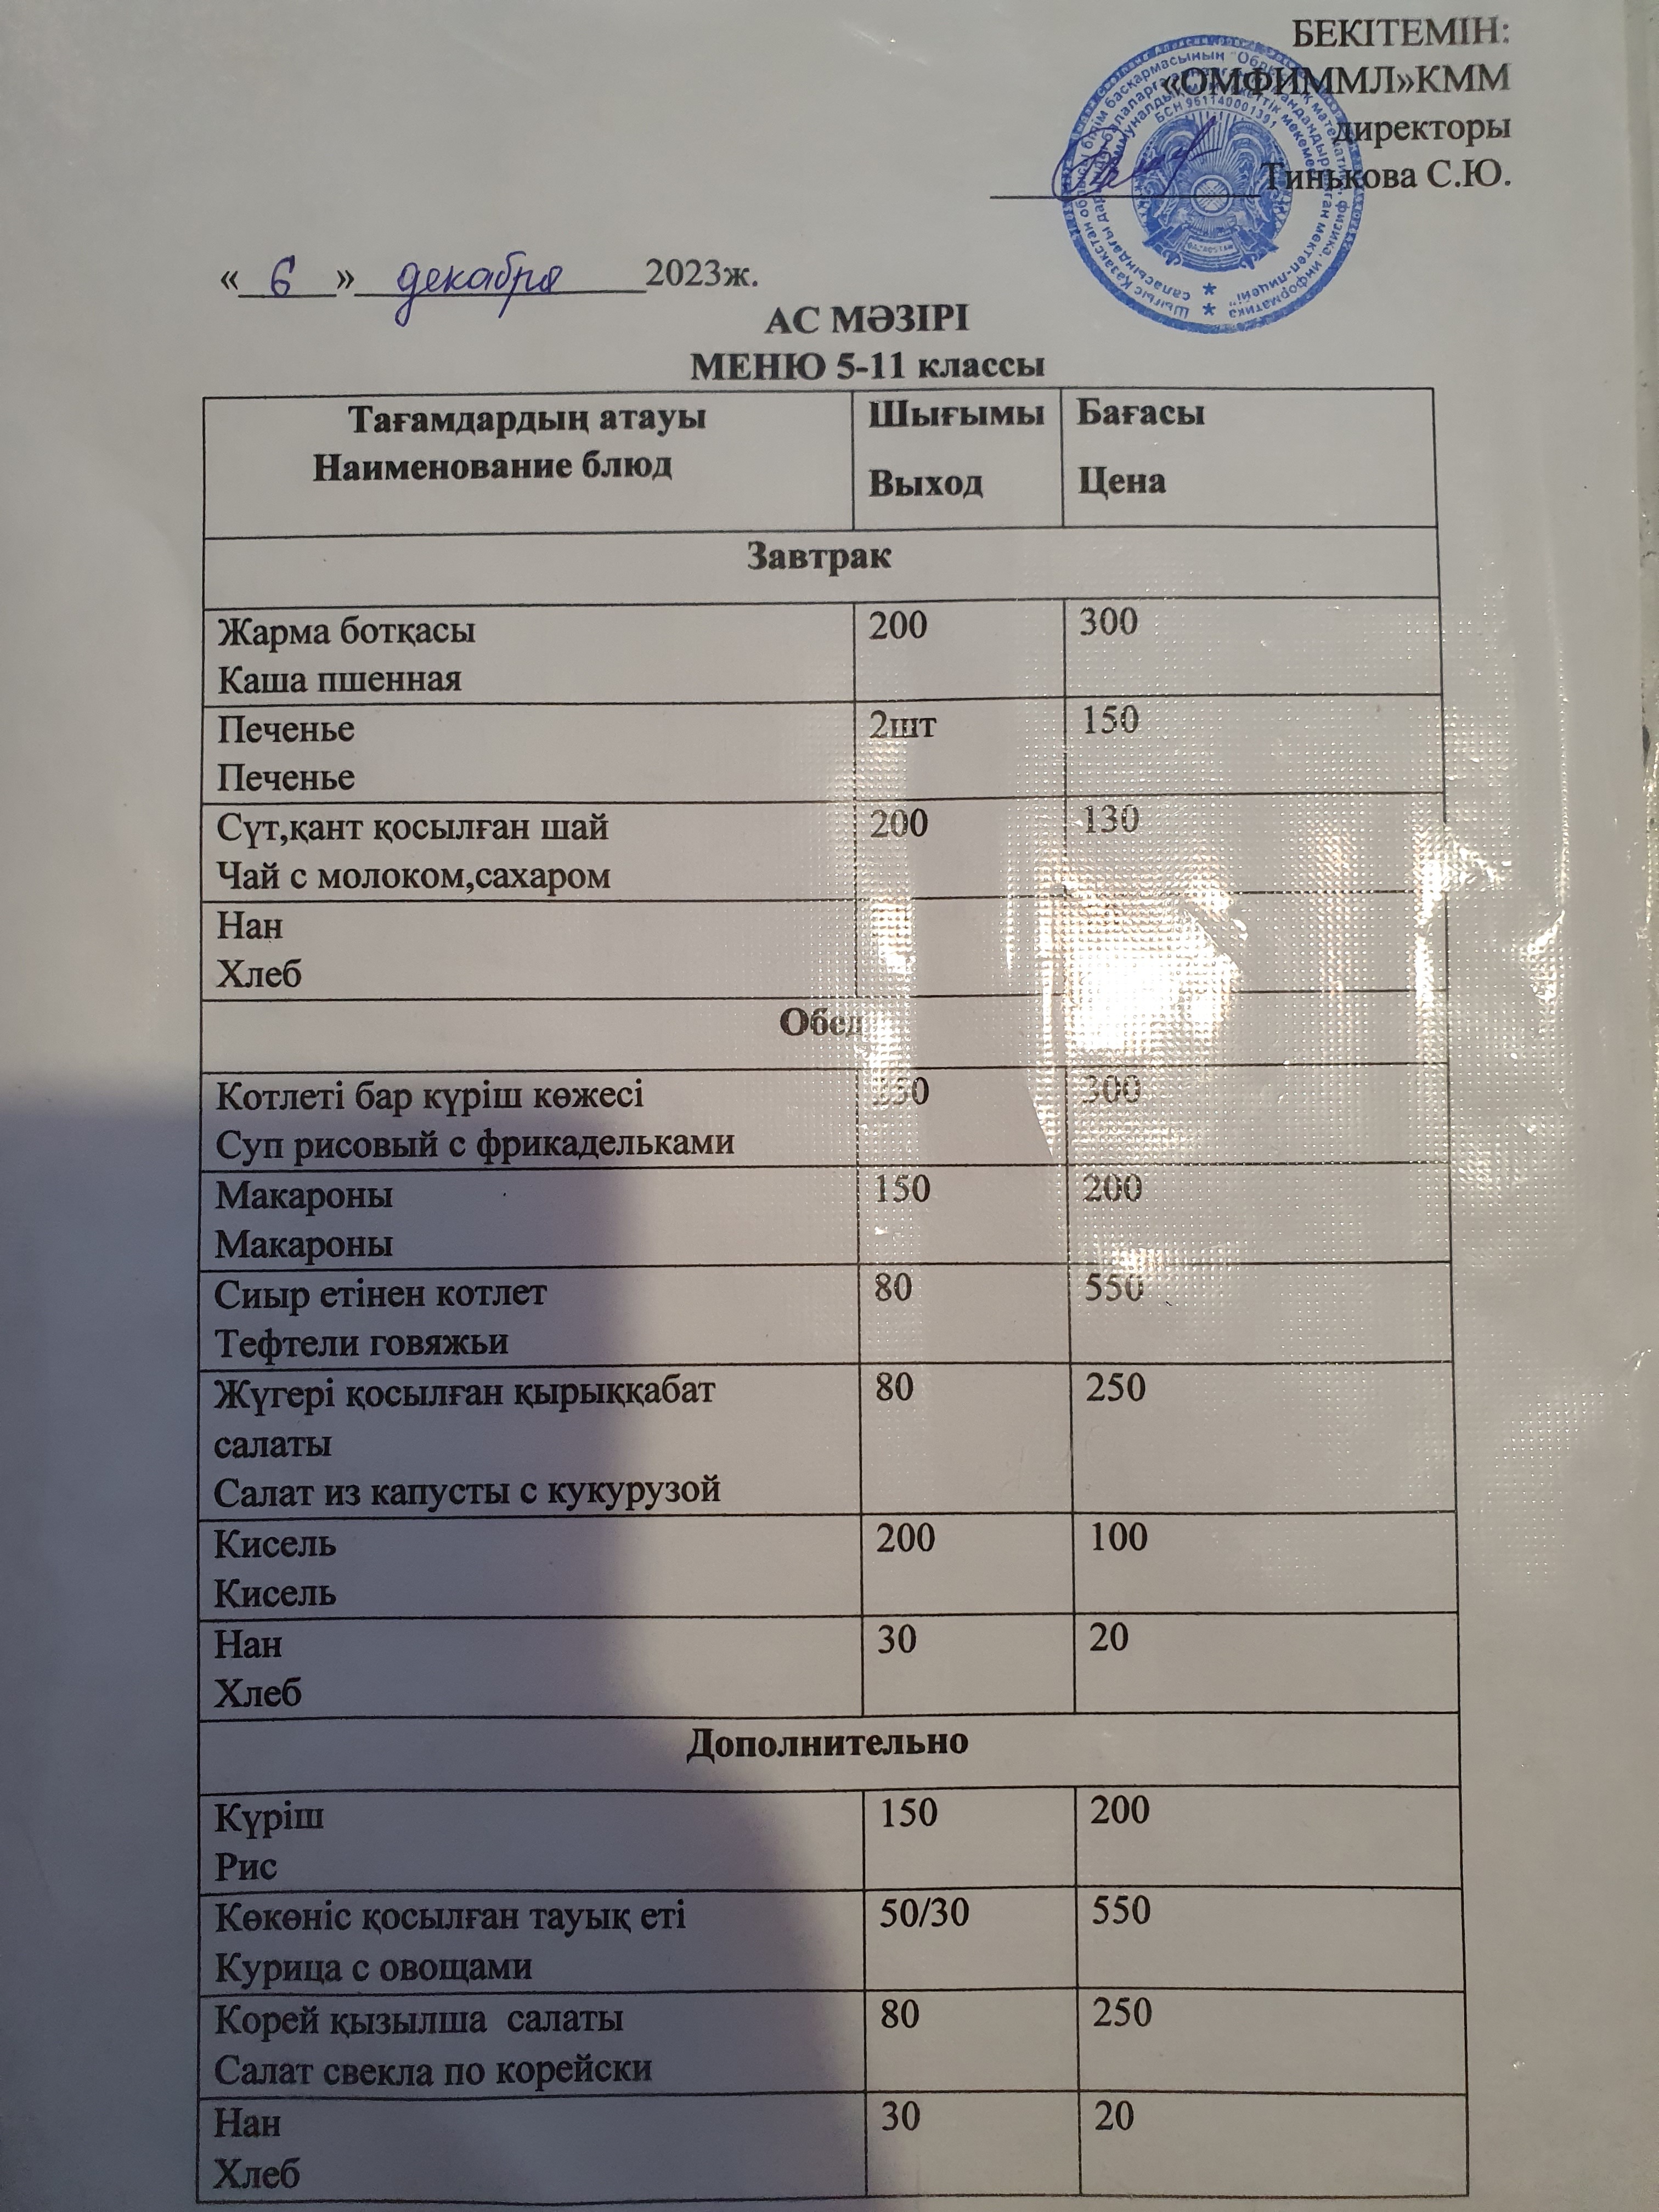 БЕКІТЕМІН:
«ОМФИММЛ»КММ
директоры
Тинькова С.Ю.
БСН 951140001391
« 6 » декабря 2023ж.
АС МӘЗІРІ
МЕНЮ 5-11 классы
Тағамдардың атауы Шығымы Бағасы
Наименование блюд Выход Цена
Завтрак
Жарма ботқасы 200 300
Каша пшенная
Печенье 2шт 150
Печенье
Сүт,қант қосылған шай 200 130
Чай с молоком,сахаром
Нан
Хлеб
Обед
Котлеті бар күріш көжесі 300
Суп рисовый с фрикадельками
Макароны 150 200
Макароны
Сиыр етінен котлет 80 550
Тефтели говяжьи
Жүгері қосылған қырыққабат 80 250
салаты
Салат из капусты с кукурузой
Кисель 200 100
Кисель
Нан 30 20
Хлеб
Дополнительно
Күріш 150 200
Рис
Көкөніс қосылған тауық еті 50/30 550
Курица с овощами
Корей қызылша салаты 80 250
Салат свекла по корейски
Нан 30 20
Хлеб